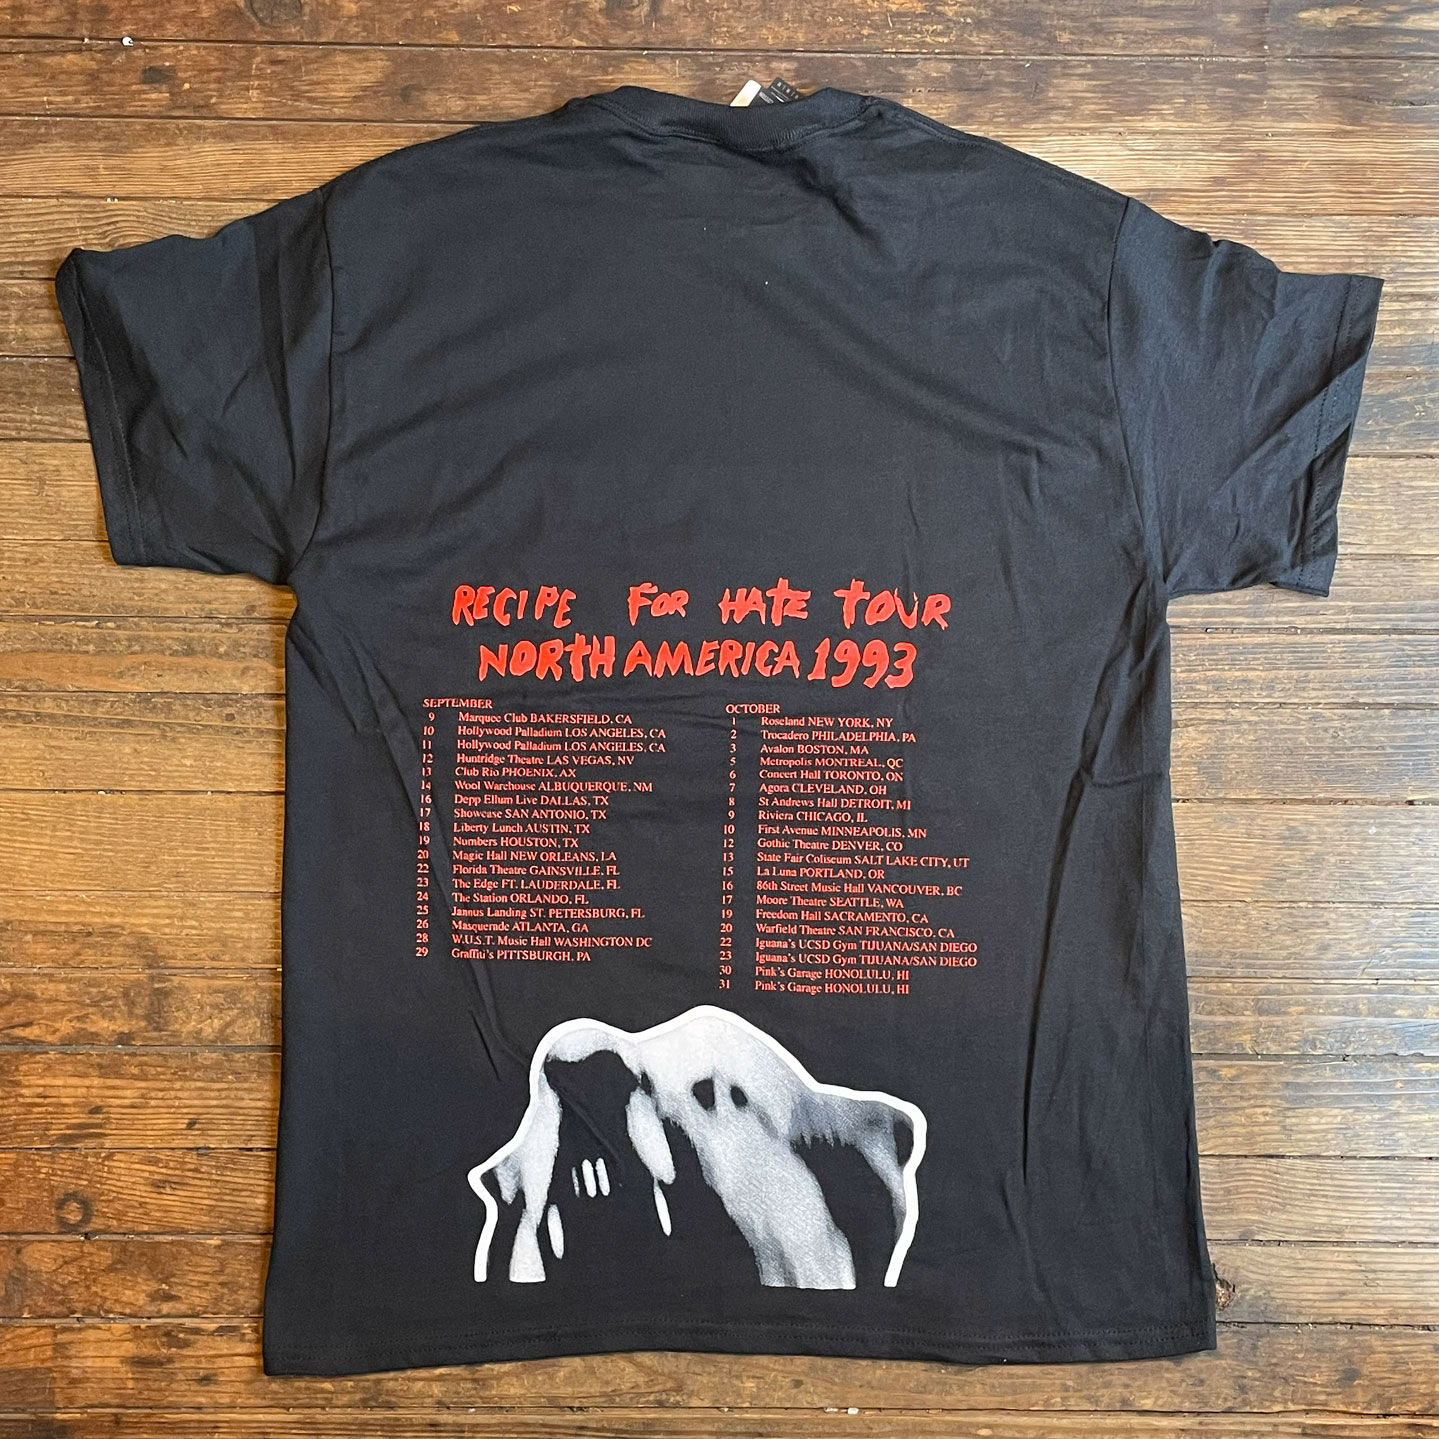 RECIPE FOR HATE TOUR
NORTH AMERICA 1993
SEPTEMBER
9 Marquee Club BAKERSFIELD, CA
10 Hollywood Palladium LOS ANGELES, CA
11 Hollywood Palladium LOS ANGELES, CA
12 Huntridge Theatre LAS VEGAS, NV
13 Club Rio PHOENIX, AX
14 Wool Warehouse ALBUQUERQUE, NM
16 Depp Ellum Live DALLAS, TX
17 Showcase SAN ANTONIO, TX
18 Liberty Lunch AUSTIN, TX
19 Numbers HOUSTON, TX
20 Magic Hall NEW ORLEANS, LA
22 Florida Theatre GAINSVILLE, FL
23 The Edge FT. LAUDERDALE, FL
24 The Station ORLANDO, FL
25 Jannus Landing ST. PETERSBURG, FL
26 Masquerade ATLANTA, GA
28 W.U.S.T. Music Hall WASHINGTON DC
29 Graffiti's PITTSBURGH, PA
OCTOBER
1 Roseland NEW YORK, NY
2 Trocadero PHILADELPHIA, PA
3 Avalon BOSTON, MA
5 Metropolis MONTREAL, QC
6 Concert Hall TORONTO, ON
7 Agora CLEVELAND, OH
8 St Andrews Hall DETROIT, MI
9 Riviera CHICAGO, IL
10 First Avenue MINNEAPOLIS, MN
12 Gothic Theatre DENVER, CO
13 State Fair Coliseum SALT LAKE CITY, UT
15 La Luna PORTLAND, OR
16 86th Street Music Hall VANCOUVER, BC
17 Moore Theatre SEATTLE, WA
19 Freedom Hall SACRAMENTO, CA
20 Warfield Theatre SAN FRANCISCO, CA
22 Iguana's UCSD Gym TIJUANA/SAN DIEGO
23 Iguana's UCSD Gym TIJUANA/SAN DIEGO
30 Pink's Garage HONOLULU, HI
31 Pink's Garage HONOLULU, HI